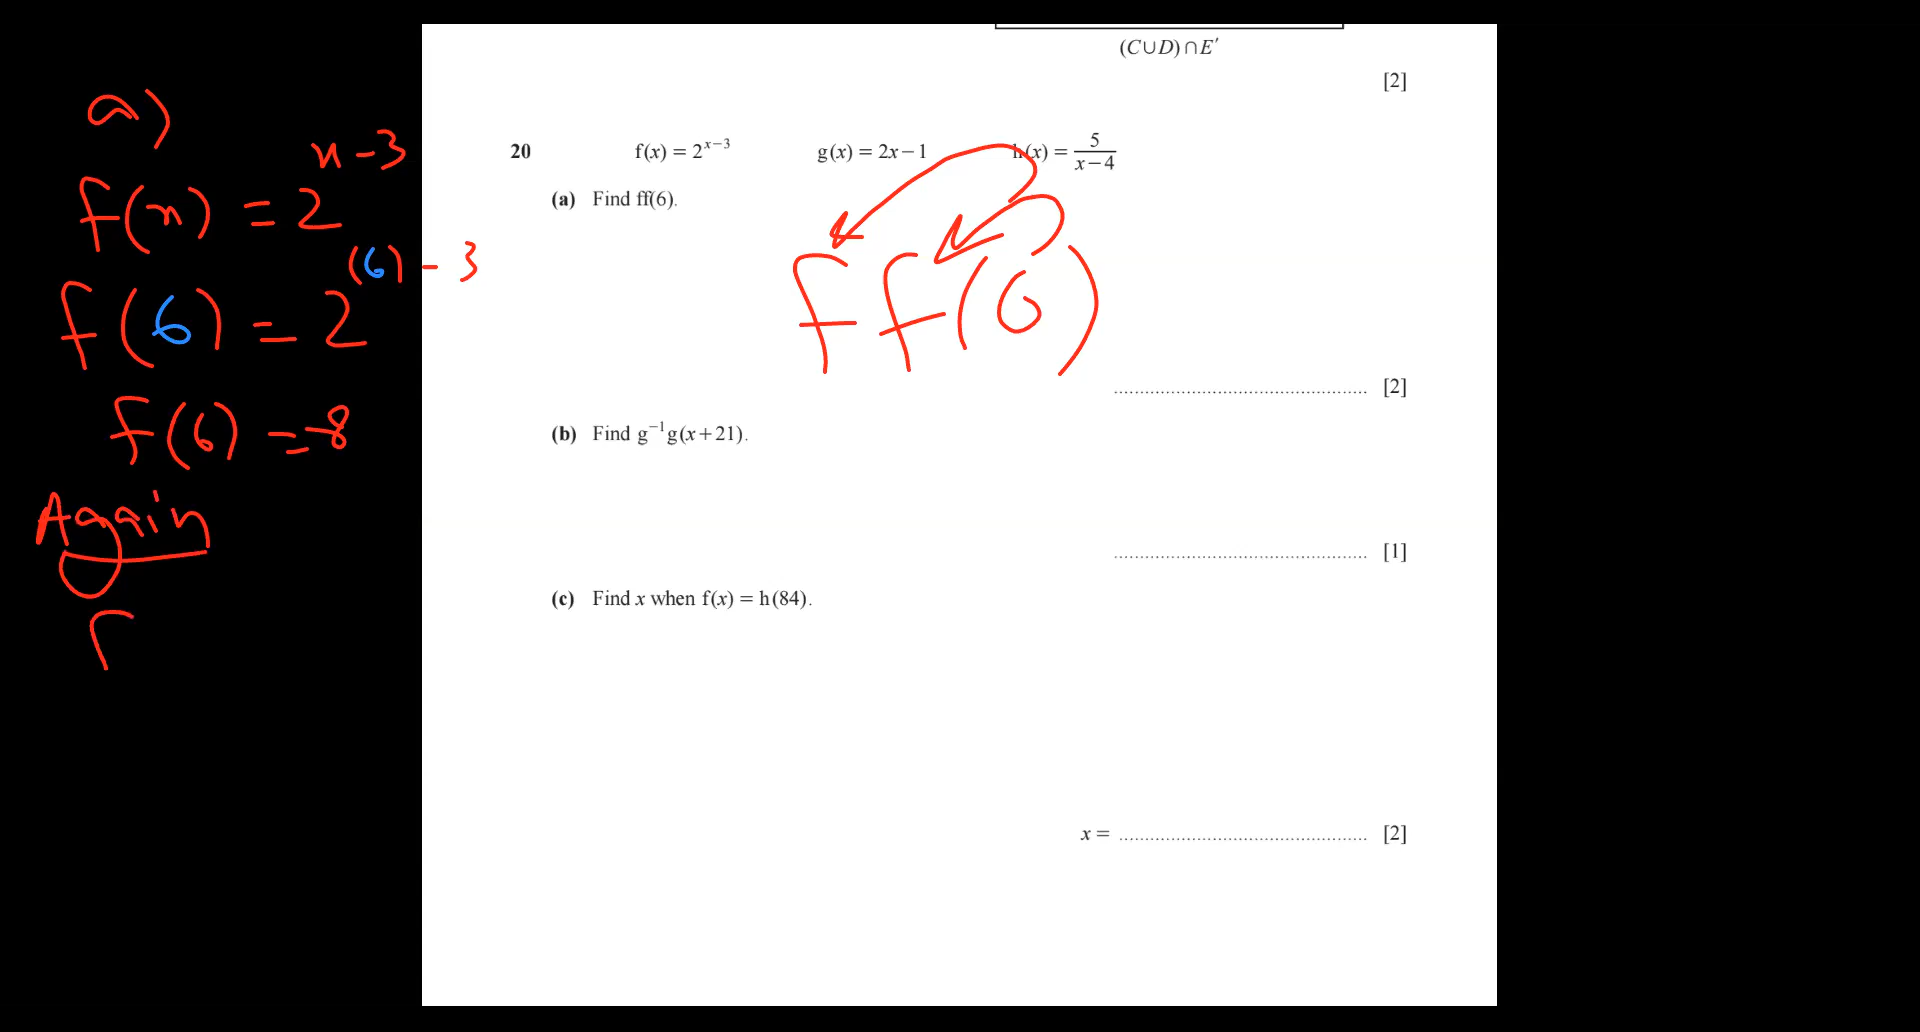 (C∪D)∩E′
[2]
20 f(x) = 2^(x−3) g(x) = 2x−1 h(x) = 5/(x−4)
(a) Find ff(6).
ff(6)
[2]
(b) Find g⁻¹g(x+21).
[1]
(c) Find x when f(x) = h(84).
x = [2]
a)
f(x) = 2^(x-3)
f(6) = 2^((6)-3)
f(6) = 8
Again